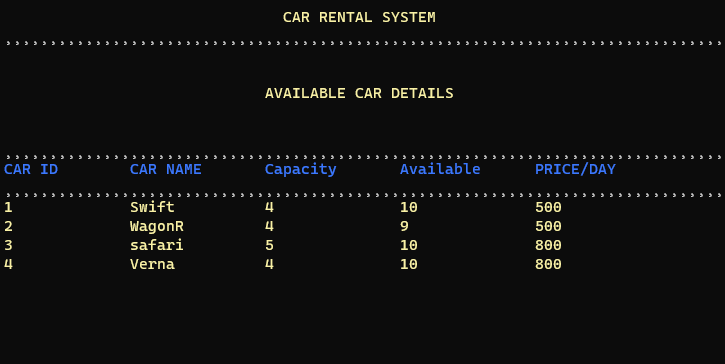 CAR RENTAL SYSTEM
AVAILABLE CAR DETAILS
CAR ID CAR NAME Capacity Available PRICE/DAY
1 Swift 4 10 500
2 WagonR 4 9 500
3 safari 5 10 800
4 Verna 4 10 800